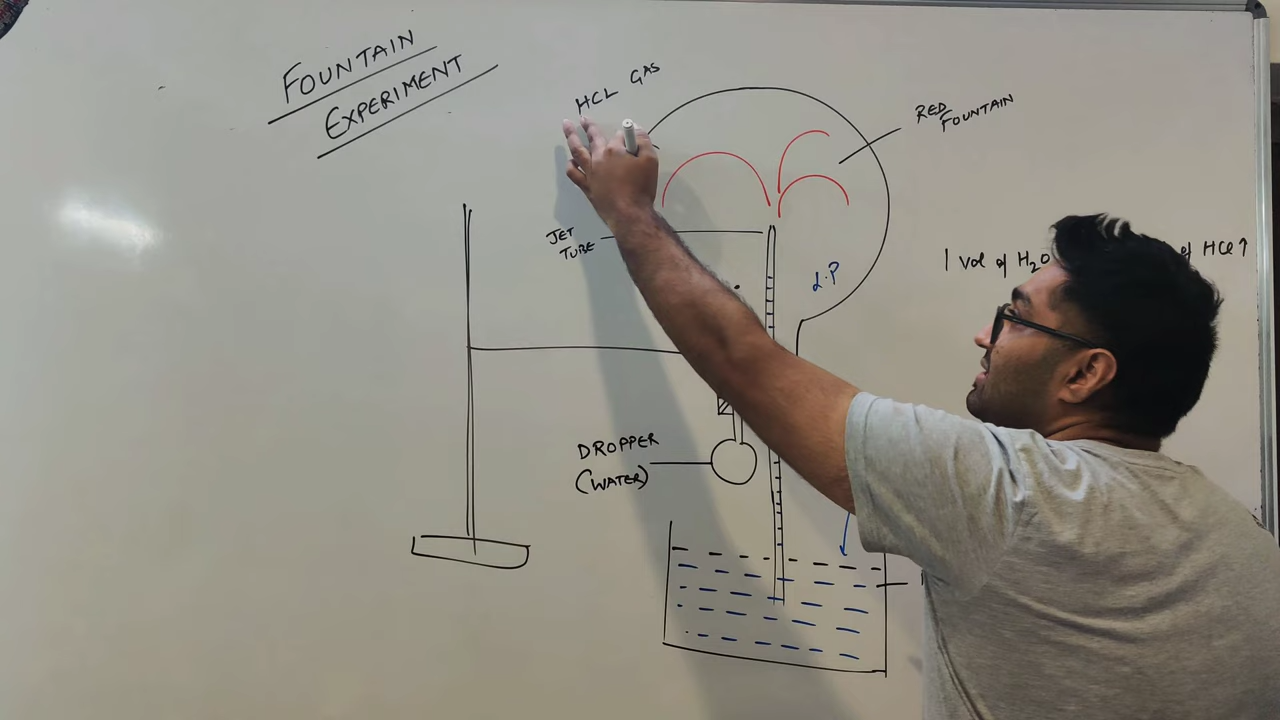 FOUNTAIN
EXPERIMENT
HCL GAS
RED
FOUNTAIN
JET
TUBE
1 vol of H₂O of HCl↑
L.P
DROPPER
(WATER)